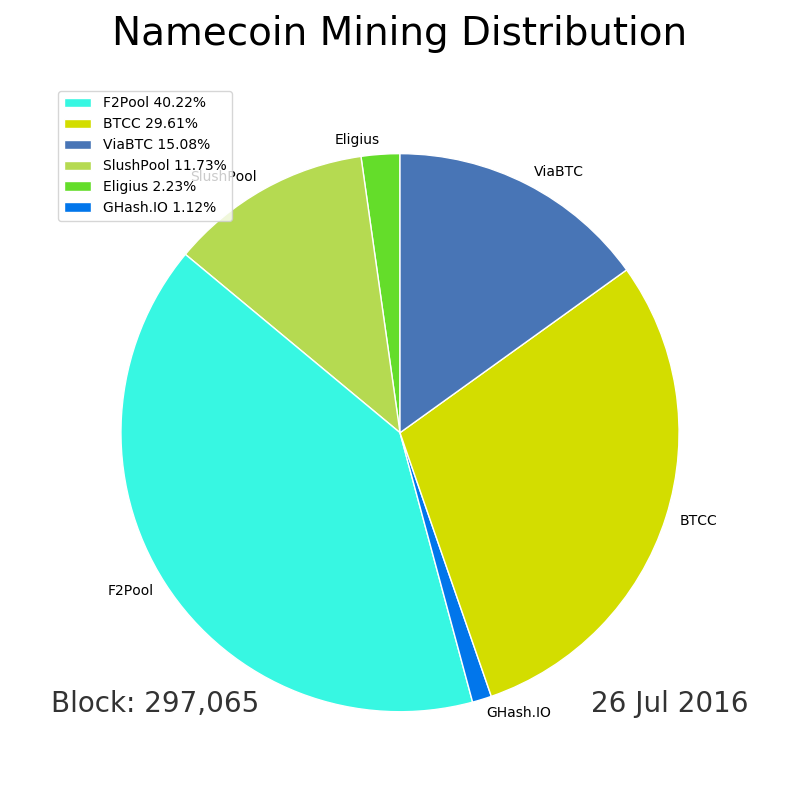 Namecoin Mining Distribution
F2Pool 40.22%
BTCC 29.61%
ViaBTC 15.08%
SlushPool 11.73%
Eligius 2.23%
GHash.IO 1.12%
Eligius
ViaBTC
SlushPool
BTCC
F2Pool
GHash.IO
Block: 297,065
26 Jul 2016